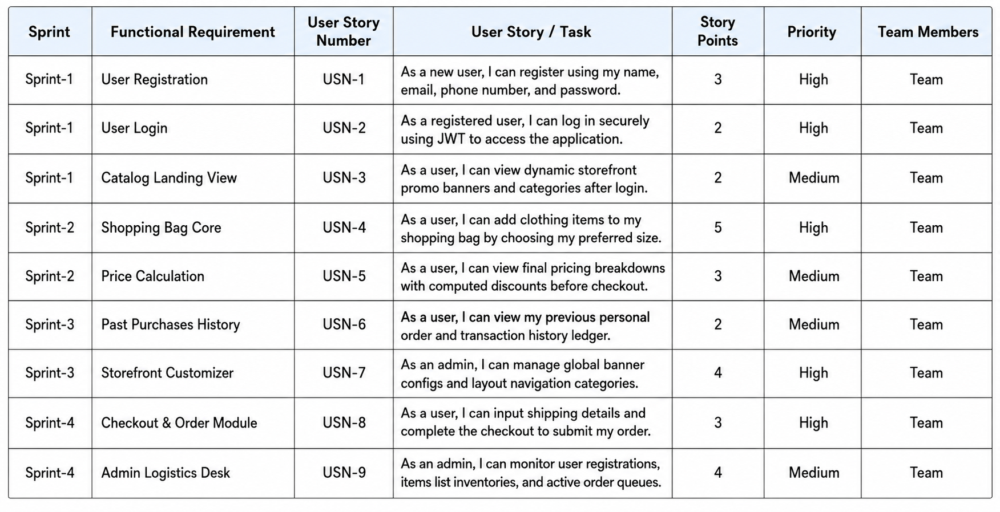 Sprint
Functional Requirement
User Story
Number
User Story / Task
Story
Points
Priority
Team Members
Sprint-1
User Registration
USN-1
As a new user, I can register using my name,
email, phone number, and password.
3
High
Team
Sprint-1
User Login
USN-2
As a registered user, I can log in securely
using JWT to access the application.
2
High
Team
Sprint-1
Catalog Landing View
USN-3
As a user, I can view dynamic storefront
promo banners and categories after login.
2
Medium
Team
Sprint-2
Shopping Bag Core
USN-4
As a user, I can add clothing items to my
shopping bag by choosing my preferred size.
5
High
Team
Sprint-2
Price Calculation
USN-5
As a user, I can view final pricing breakdowns
with computed discounts before checkout.
3
Medium
Team
Sprint-3
Past Purchases History
USN-6
As a user, I can view my previous personal
order and transaction history ledger.
2
Medium
Team
Sprint-3
Storefront Customizer
USN-7
As an admin, I can manage global banner
configs and layout navigation categories.
4
High
Team
Sprint-4
Checkout & Order Module
USN-8
As a user, I can input shipping details and
complete the checkout to submit my order.
3
High
Team
Sprint-4
Admin Logistics Desk
USN-9
As an admin, I can monitor user registrations,
items list inventories, and active order queues.
4
Medium
Team